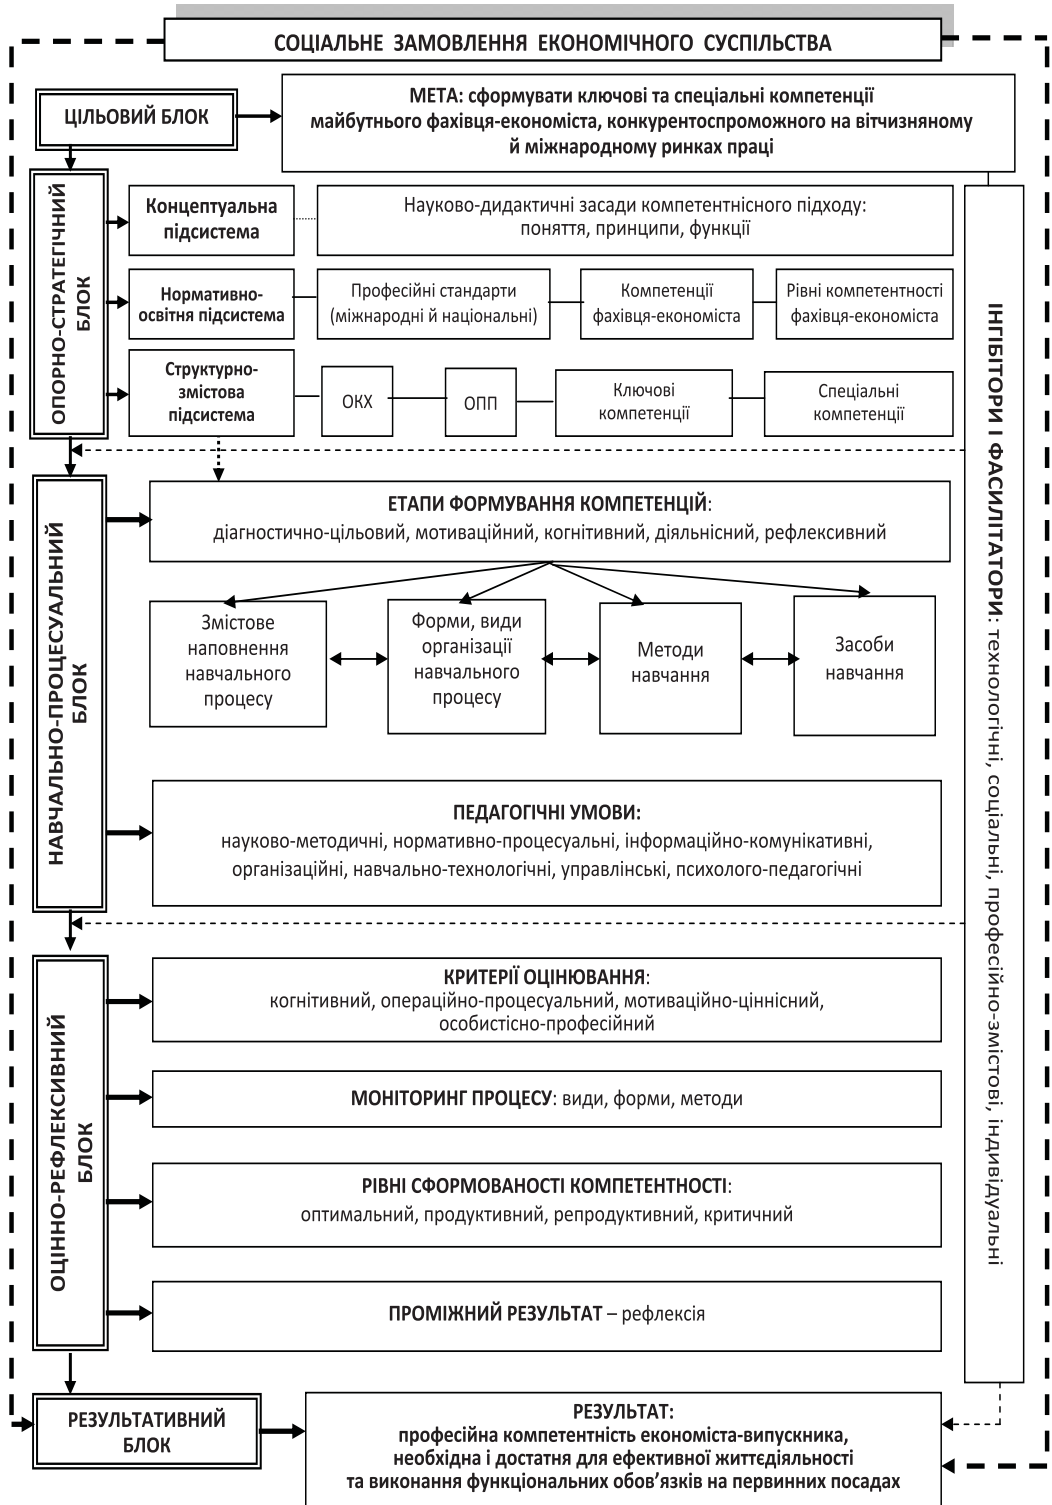 СОЦІАЛЬНЕ ЗАМОВЛЕННЯ ЕКОНОМІЧНОГО СУСПІЛЬСТВА
ЦІЛЬОВИЙ БЛОК
МЕТА: сформувати ключові та спеціальні компетенції
майбутнього фахівця-економіста, конкурентоспроможного на вітчизняному
й міжнародному ринках праці
ОПОРНО-СТРАТЕГІЧНИЙ
БЛОК
Концептуальна
підсистема
Науково-дидактичні засади компетентнісного підходу:
поняття, принципи, функції
Нормативно-
освітня підсистема
Професійні стандарти
(міжнародні й національні)
Компетенції
фахівця-економіста
Рівні компетентності
фахівця-економіста
Структурно-
змістова
підсистема
ОКХ
ОПП
Ключові
компетенції
Спеціальні
компетенції
ІНГІБІТОРИ І ФАСИЛІТАТОРИ: технологічні, соціальні, професійно-змістові, індивідуальні
НАВЧАЛЬНО-ПРОЦЕСУАЛЬНИЙ
БЛОК
ЕТАПИ ФОРМУВАННЯ КОМПЕТЕНЦІЙ:
діагностично-цільовий, мотиваційний, когнітивний, діяльнісний, рефлексивний
Змістове
наповнення
навчального
процесу
Форми, види
організації
навчального
процесу
Методи
навчання
Засоби
навчання
ПЕДАГОГІЧНІ УМОВИ:
науково-методичні, нормативно-процесуальні, інформаційно-комунікативні,
організаційні, навчально-технологічні, управлінські, психолого-педагогічні
ОЦІННО-РЕФЛЕКСИВНИЙ
БЛОК
КРИТЕРІЇ ОЦІНЮВАННЯ:
когнітивний, операційно-процесуальний, мотиваційно-ціннісний,
особистісно-професійний
МОНІТОРИНГ ПРОЦЕСУ: види, форми, методи
РІВНІ СФОРМОВАНОСТІ КОМПЕТЕНТНОСТІ:
оптимальний, продуктивний, репродуктивний, критичний
ПРОМІЖНИЙ РЕЗУЛЬТАТ – рефлексія
РЕЗУЛЬТАТИВНИЙ
БЛОК
РЕЗУЛЬТАТ:
професійна компетентність економіста-випускника,
необхідна і достатня для ефективної життєдіяльності
та виконання функціональних обов’язків на первинних посадах